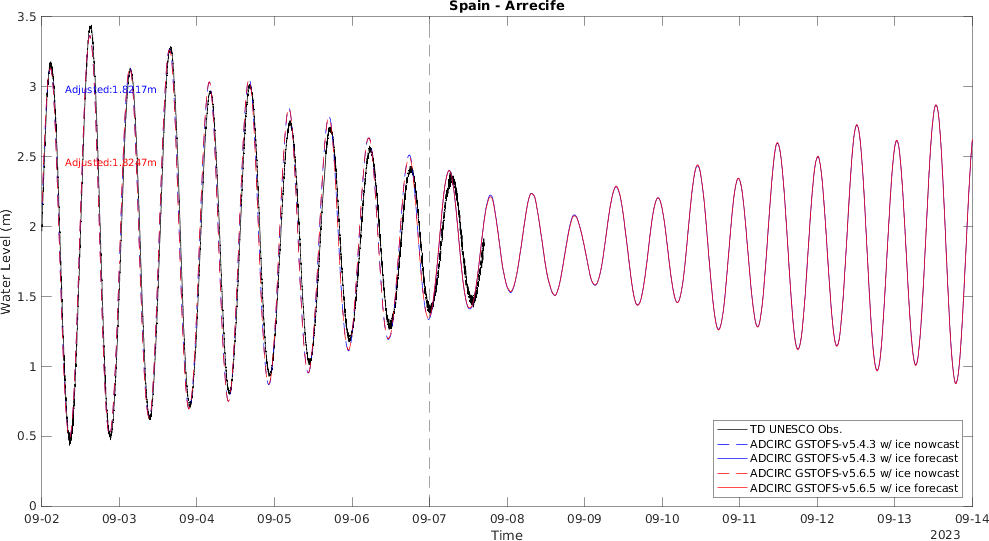 Spain - Arrecife
3.5
3
2.5
2
1.5
1
0.5
0
Water Level (m)
Adjusted:1.8217m
Adjusted:1.8247m
TD UNESCO Obs.
ADCIRC GSTOFS-v5.4.3 w/ ice nowcast
ADCIRC GSTOFS-v5.4.3 w/ ice forecast
ADCIRC GSTOFS-v5.6.5 w/ ice nowcast
ADCIRC GSTOFS-v5.6.5 w/ ice forecast
09-02 09-03 09-04 09-05 09-06 09-07 09-08 09-09 09-10 09-11 09-12 09-13 09-14
Time
2023